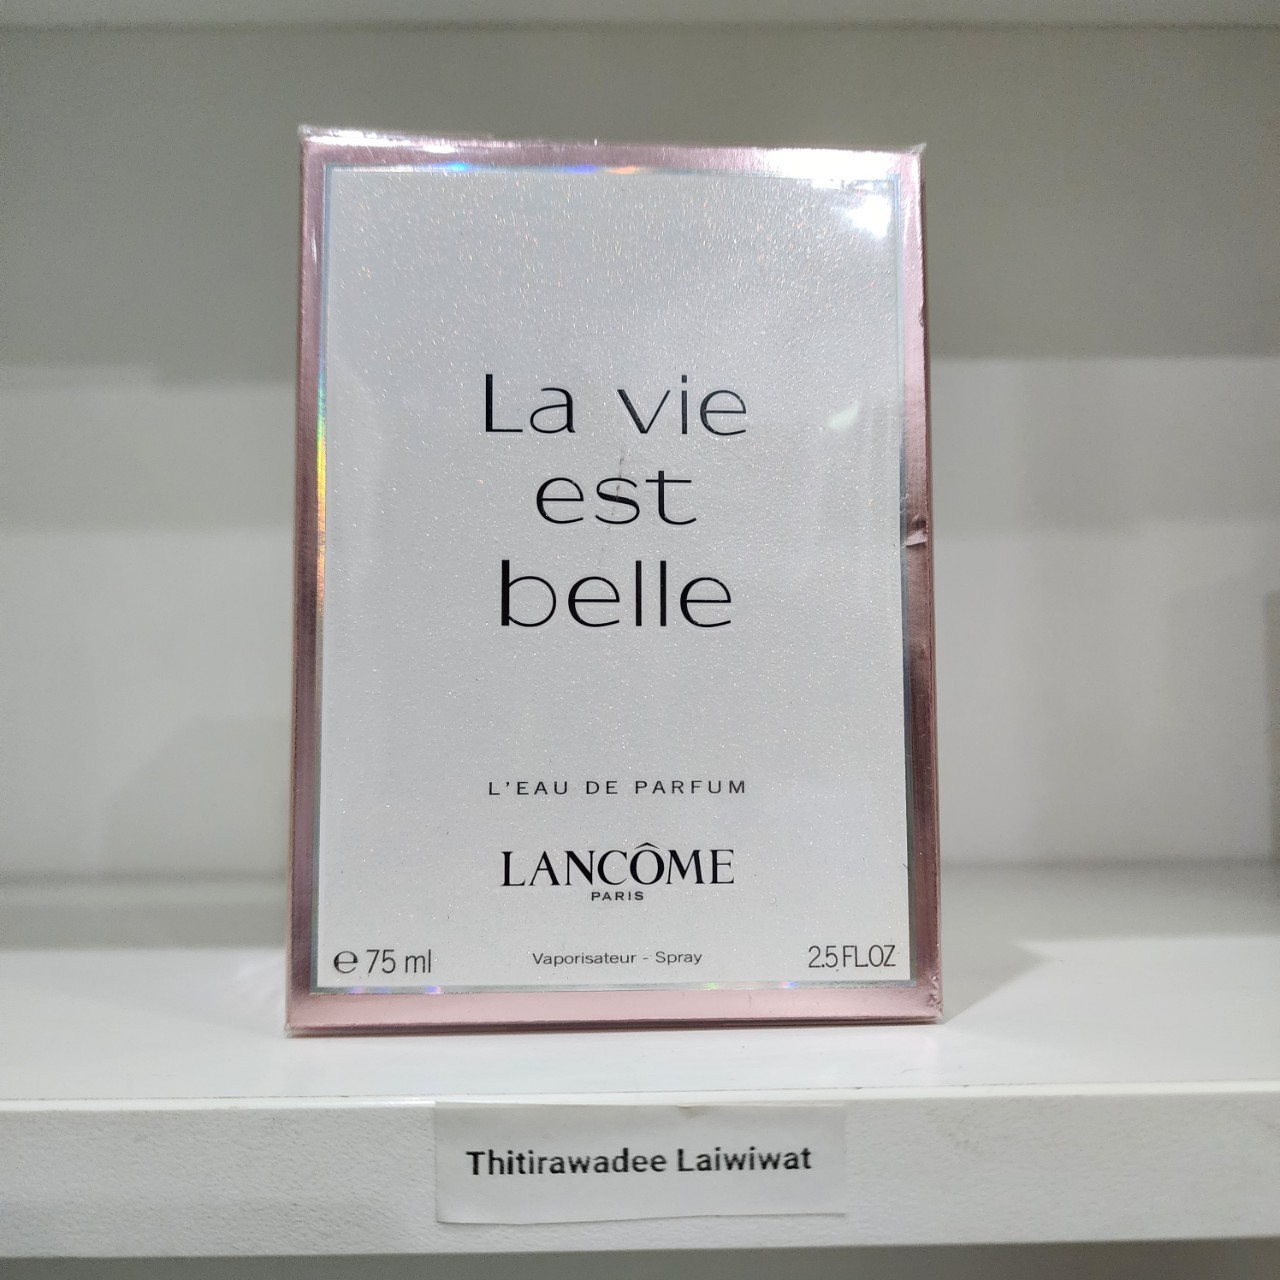 La vie
est
belle
L'EAU DE PARFUM
LANCÔME
PARIS
℮ 75 ml Vaporisateur - Spray 2.5 FL.OZ
Thitirawadee Laiwiwat